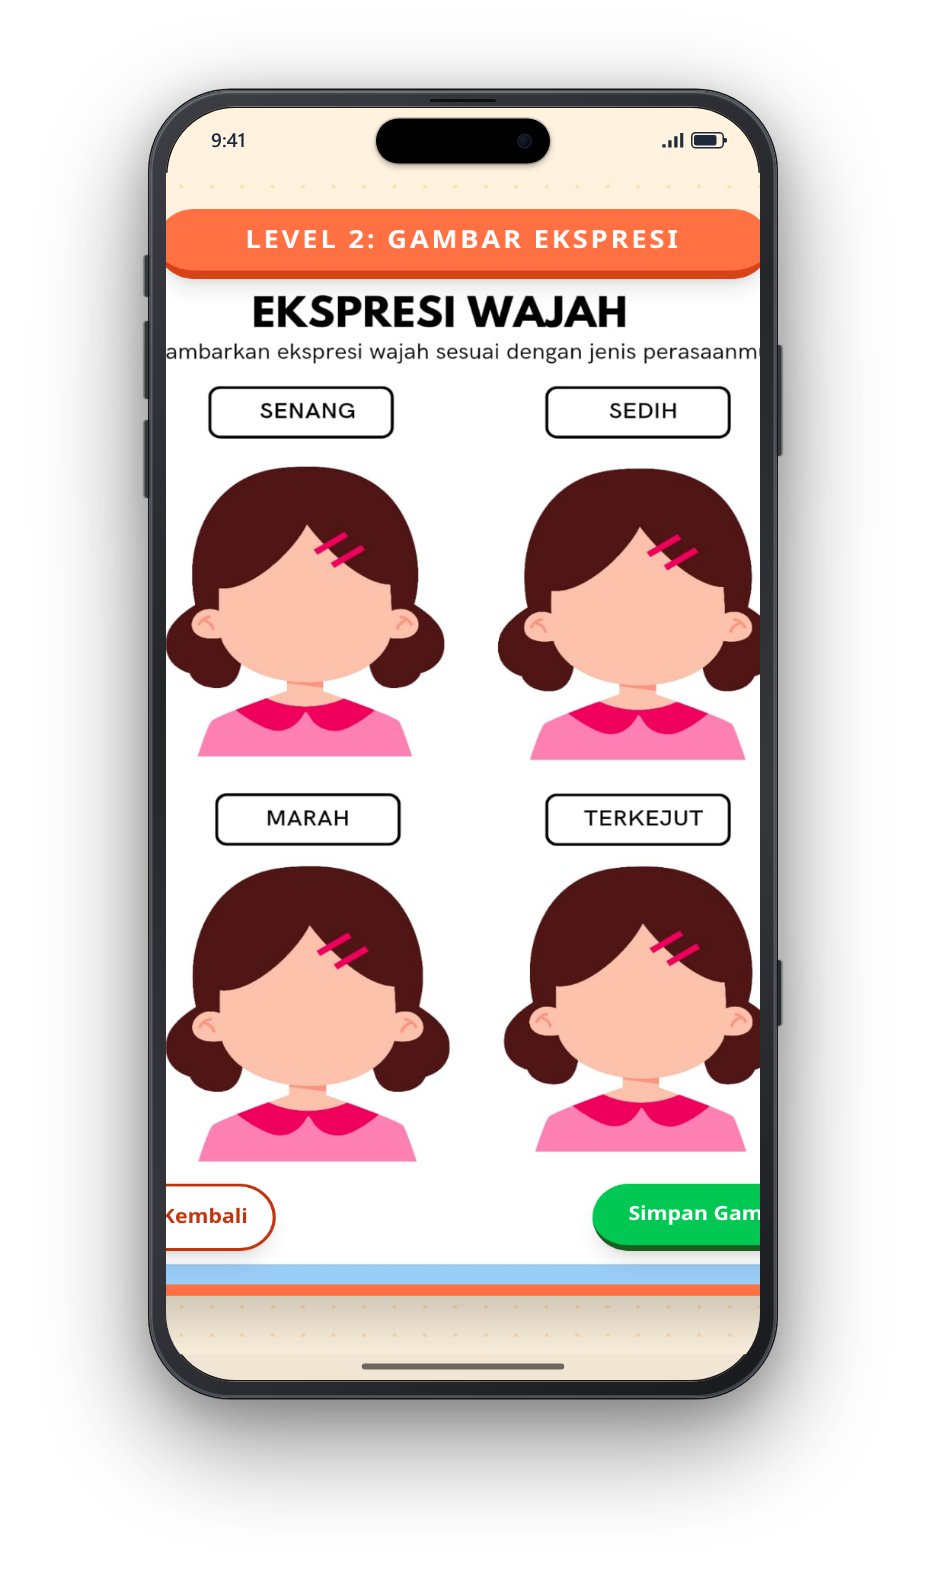 9:41
LEVEL 2: GAMBAR EKSPRESI
EKSPRESI WAJAH
ambarkan ekspresi wajah sesuai dengan jenis perasaanmu
SENANG
SEDIH
MARAH
TERKEJUT
Kembali
Simpan Gam